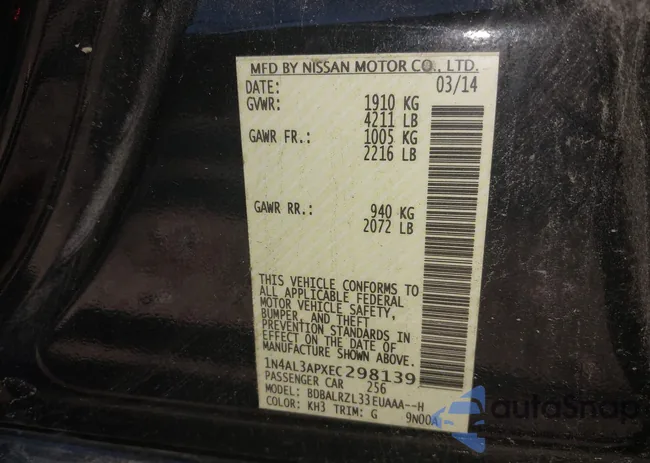 MFD BY NISSAN MOTOR CO., LTD.
DATE: 03/14
GVWR: 1910 KG
4211 LB
GAWR FR.: 1005 KG
2216 LB
GAWR RR.: 940 KG
2072 LB
THIS VEHICLE CONFORMS TO
ALL APPLICABLE FEDERAL
MOTOR VEHICLE SAFETY,
BUMPER, AND THEFT
PREVENTION STANDARDS IN
EFFECT ON THE DATE OF
MANUFACTURE SHOWN ABOVE.
1N4AL3APXEC298139
PASSENGER CAR 256
MODEL: BDBALRZL33EUAAA--H
COLOR: KH3 TRIM: G 9N00A
autoSnap